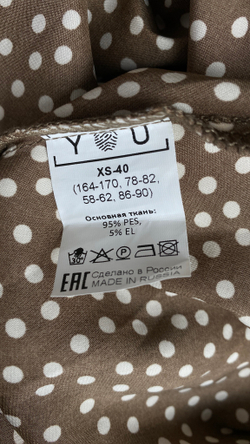 Y U
XS-40
(164-170, 78-82,
58-62, 86-90)
Основная ткань:
95% PES,
5% EL
30°
P
EAC Сделано в России
MADE IN RUSSIA